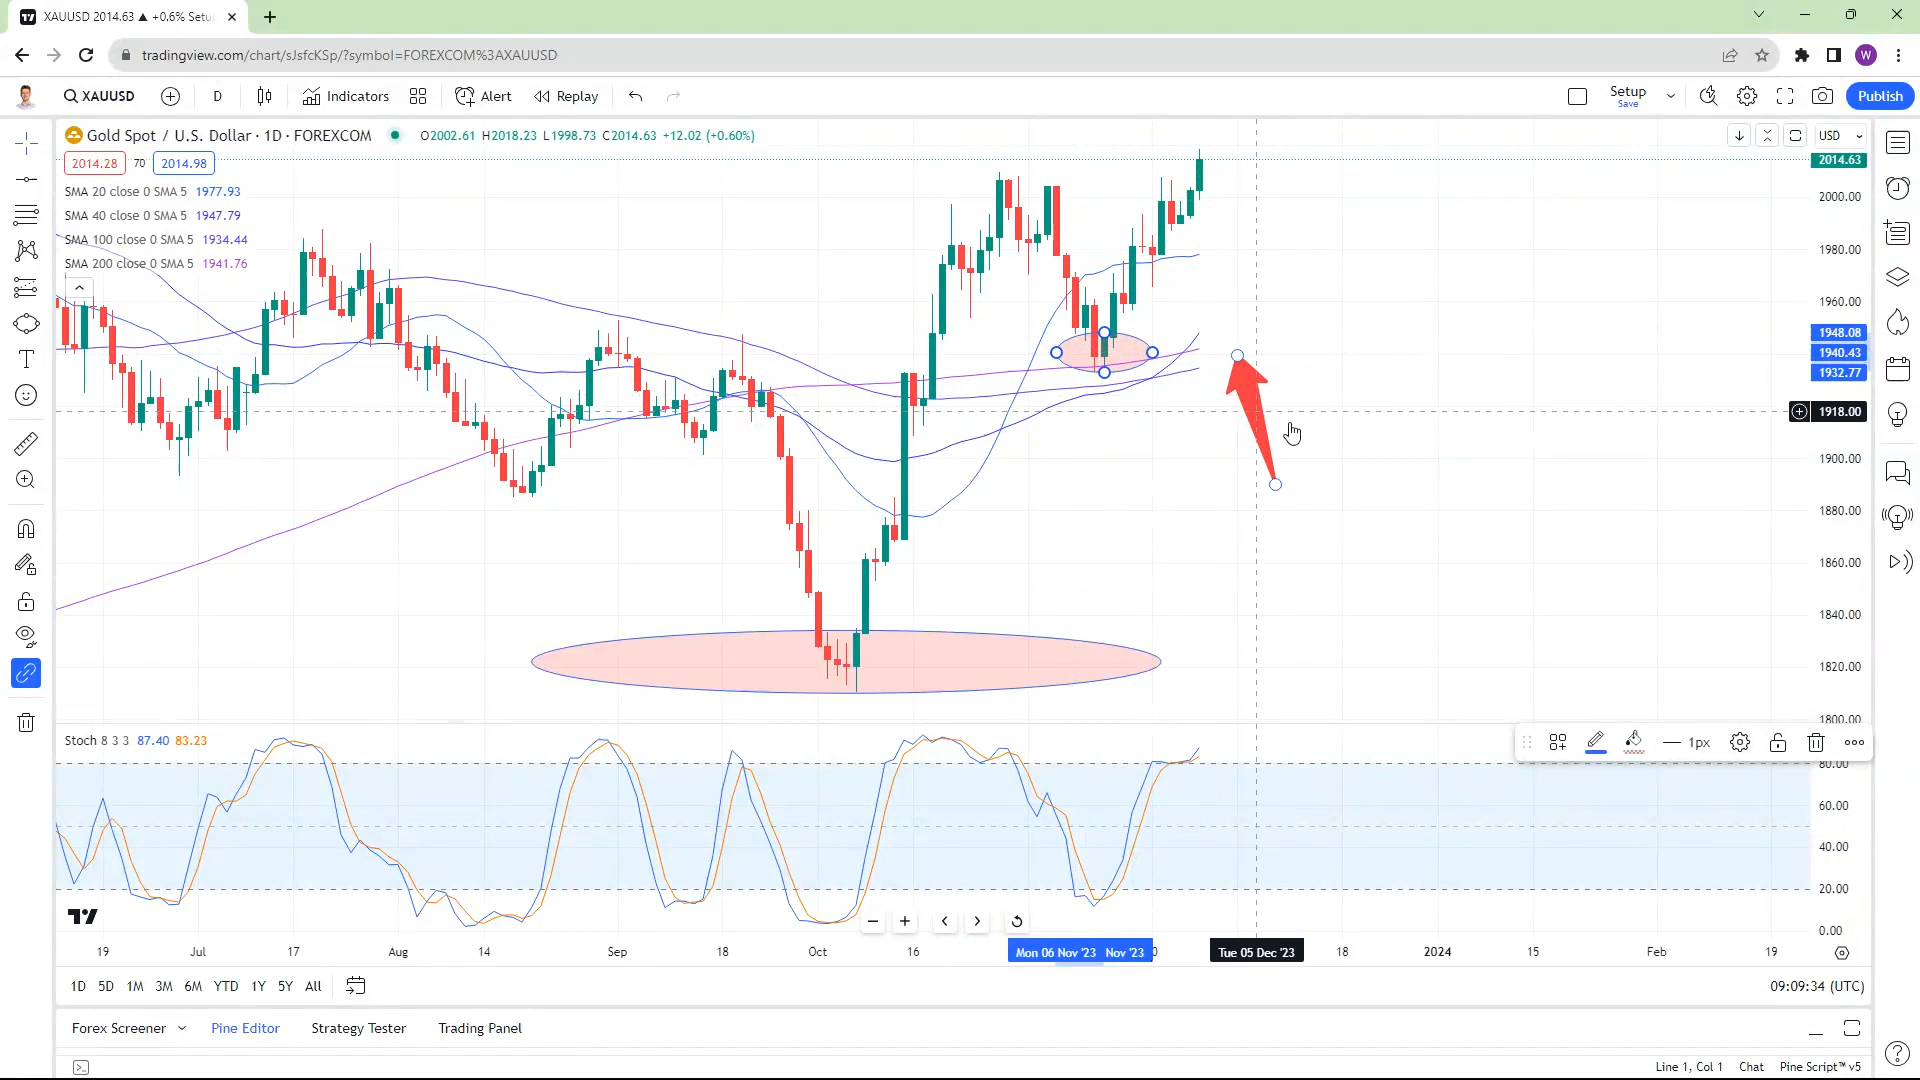 XAUUSD 2014.63 ▲ +0.6% Setu
tradingview.com/chart/sJsfcKSp/?symbol=FOREXCOM%3AXAUUSD
W
XAUUSD
D
Indicators
Alert
Replay
Setup
Save
Publish
Gold Spot / U.S. Dollar · 1D · FOREXCOM
O2002.61 H2018.23 L1998.73 C2014.63 +12.02 (+0.60%)
USD
2014.28 70 2014.98
2014.63
SMA 20 close 0 SMA 5 1977.93
2000.00
SMA 40 close 0 SMA 5 1947.79
SMA 100 close 0 SMA 5 1934.44
1980.00
SMA 200 close 0 SMA 5 1941.76
1960.00
1948.08
1940.43
1932.77
1918.00
1900.00
1880.00
1860.00
1840.00
1820.00
1800.00
Stoch 8 3 3 87.40 83.23
1px
80.00
60.00
40.00
20.00
0.00
19 Jul 17 Aug 14 Sep 18 Oct 16 Mon 06 Nov '23 Nov '23 Tue 05 Dec '23 18 2024 15 Feb 19
1D 5D 1M 3M 6M YTD 1Y 5Y All
09:09:34 (UTC)
Forex Screener Pine Editor Strategy Tester Trading Panel
Line 1, Col 1 Chat Pine Script™ v5